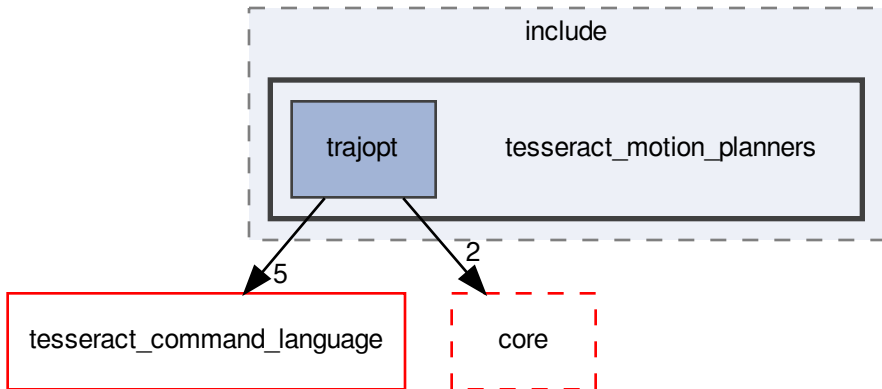 include
trajopt
tesseract_motion_planners
5
2
tesseract_command_language
core